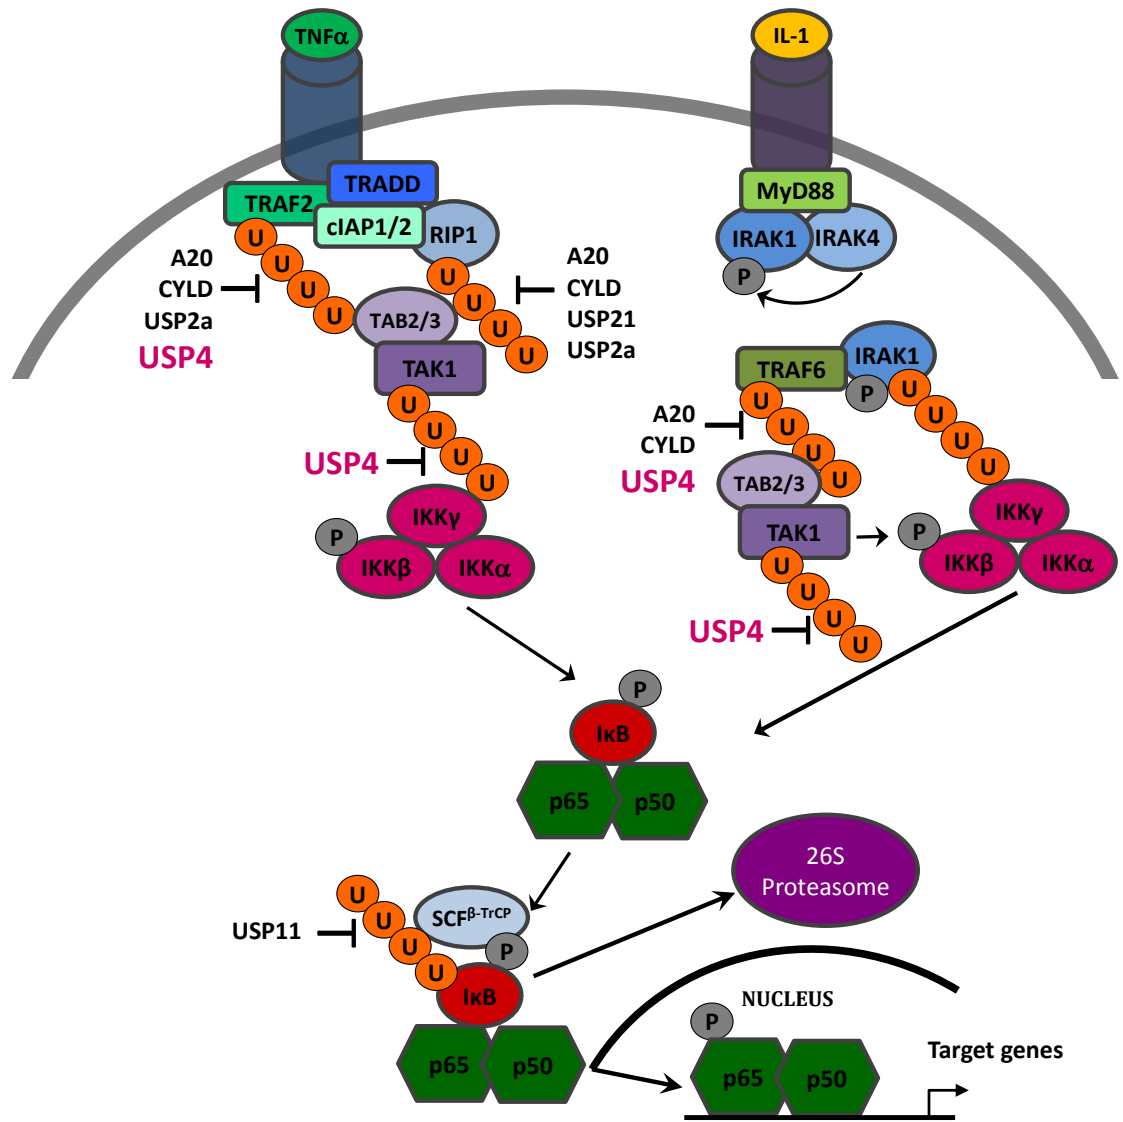 TNFα
IL-1
TRADD
TRAF2
cIAP1/2
RIP1
U
U
U
U
A20
CYLD
USP2a
USP4
U
U
U
U
A20
CYLD
USP21
USP2a
TAB2/3
TAK1
U
U
U
U
USP4
IKKγ
P
IKKβ
IKKα
MyD88
IRAK1
IRAK4
P
TRAF6
IRAK1
P
U
U
U
U
A20
CYLD
USP4
U
U
U
U
TAB2/3
TAK1
U
U
U
U
USP4
IKKγ
P
IKKβ
IKKα
P
IκB
p65
p50
26S
Proteasome
USP11
U
U
U
U
SCFβ-TrCP
P
IκB
p65
p50
NUCLEUS
P
p65
p50
Target genes